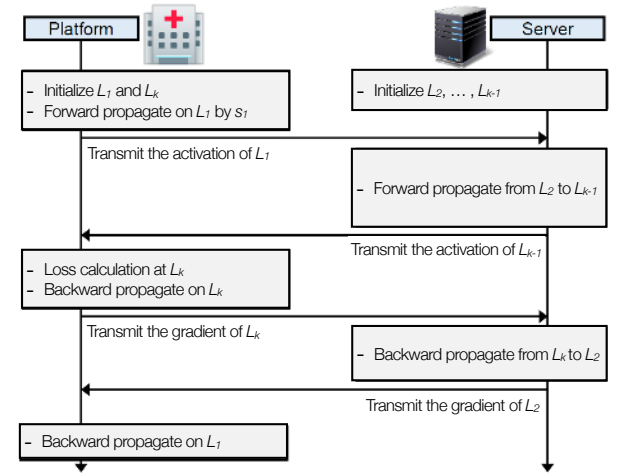 Platform
Server
- Initialize L1 and Lk
- Forward propagate on L1 by s1
- Initialize L2, … , Lk-1
Transmit the activation of L1
- Forward propagate from L2 to Lk-1
Transmit the activation of Lk-1
- Loss calculation at Lk
- Backward propagate on Lk
Transmit the gradient of Lk
- Backward propagate from Lk to L2
Transmit the gradient of L2
- Backward propagate on L1